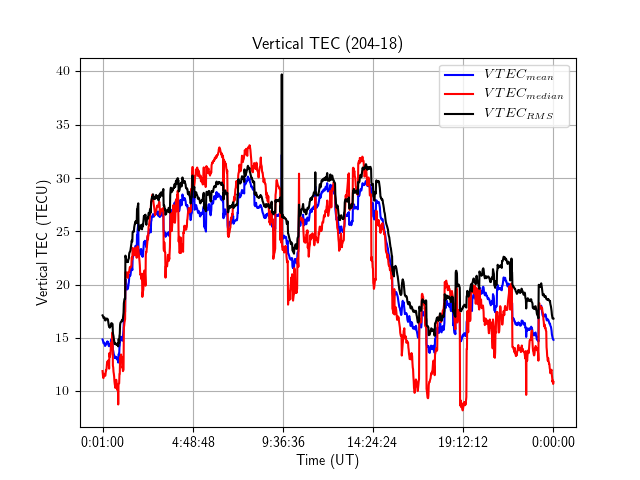 Vertical TEC (204-18)
VTEC_mean
VTEC_median
VTEC_RMS
Vertical TEC (TECU)
40
35
30
25
20
15
10
0:01:00 4:48:48 9:36:36 14:24:24 19:12:12 0:00:00
Time (UT)